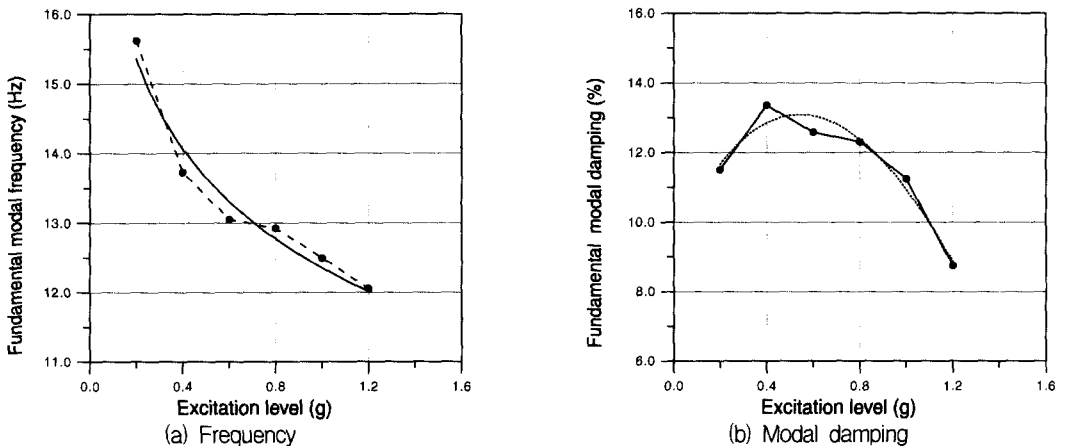 16.0
15.0
14.0
13.0
12.0
11.0
Fundamental modal frequency (Hz)
0.0 0.4 0.8 1.2 1.6
Excitation level (g)
(a) Frequency
16.0
14.0
12.0
10.0
8.0
6.0
Fundamental modal damping (%)
0.0 0.4 0.8 1.2 1.6
Excitation level (g)
(b) Modal damping